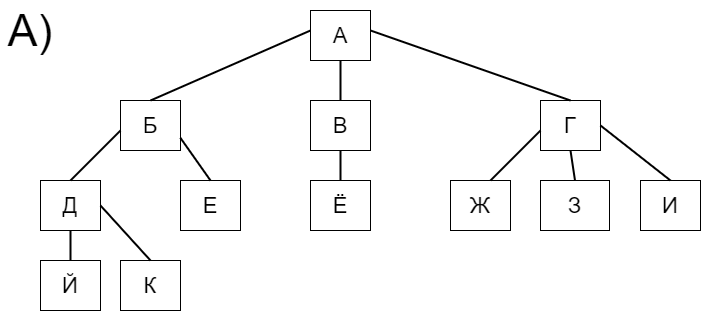 А)
А
Б В Г
Д Е Ё Ж З И
Й К